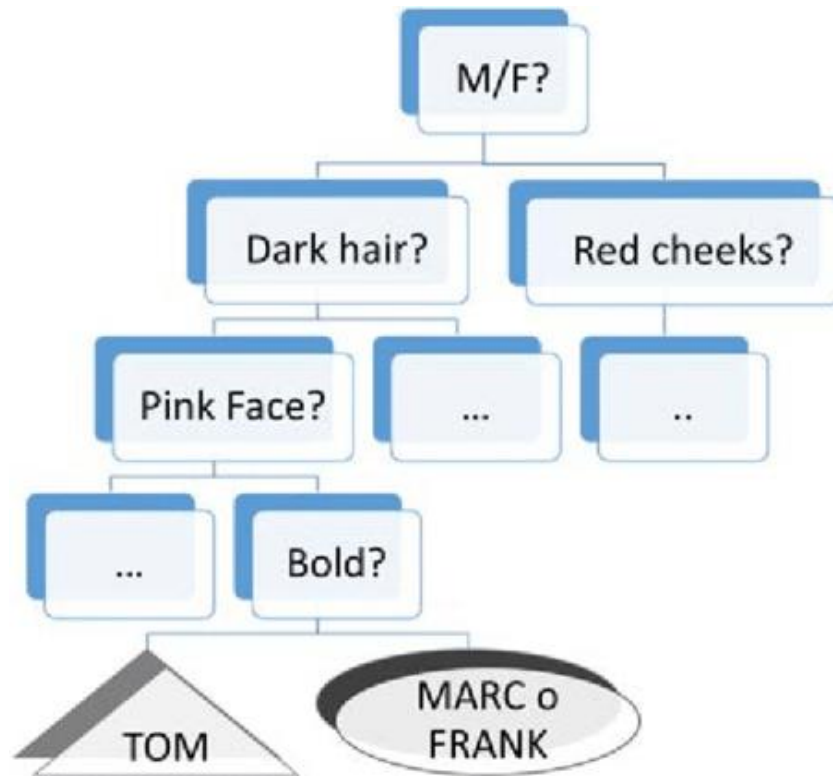 M/F?
Dark hair?
Red cheeks?
Pink Face?
...
..
...
Bold?
TOM
MARC o
FRANK